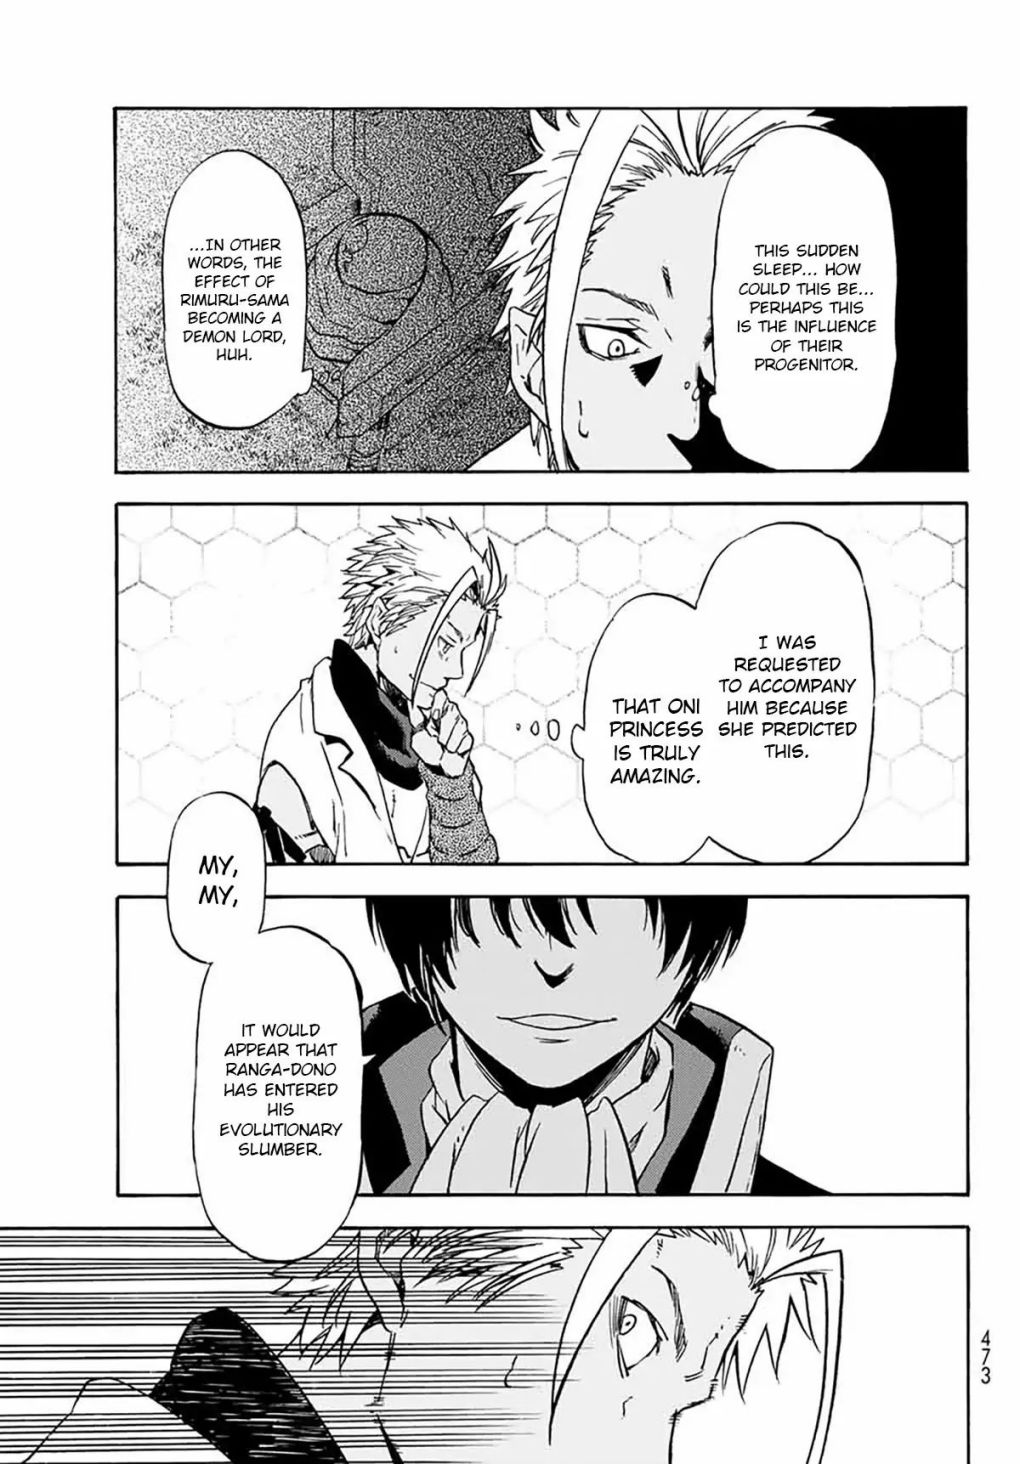 THIS SUDDEN
SLEEP... HOW
COULD THIS BE...
PERHAPS THIS
IS THE INFLUENCE
OF THEIR
PROGENITOR.
...IN OTHER
WORDS, THE
EFFECT OF
RIMURU-SAMA
BECOMING A
DEMON LORD,
HUH.
I WAS
REQUESTED
TO ACCOMPANY
HIM BECAUSE
SHE PREDICTED
THIS.
THAT ONI
PRINCESS
IS TRULY
AMAZING.
MY,
MY,
IT WOULD
APPEAR THAT
RANGA-DONO
HAS ENTERED
HIS
EVOLUTIONARY
SLUMBER.
473